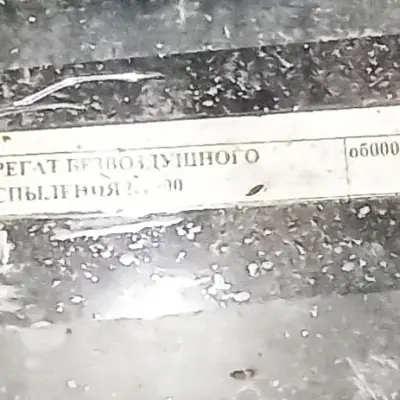 РЕГАТ БЕЗВОЗДУШНОГО об000
СПЫЛЕНИЯ